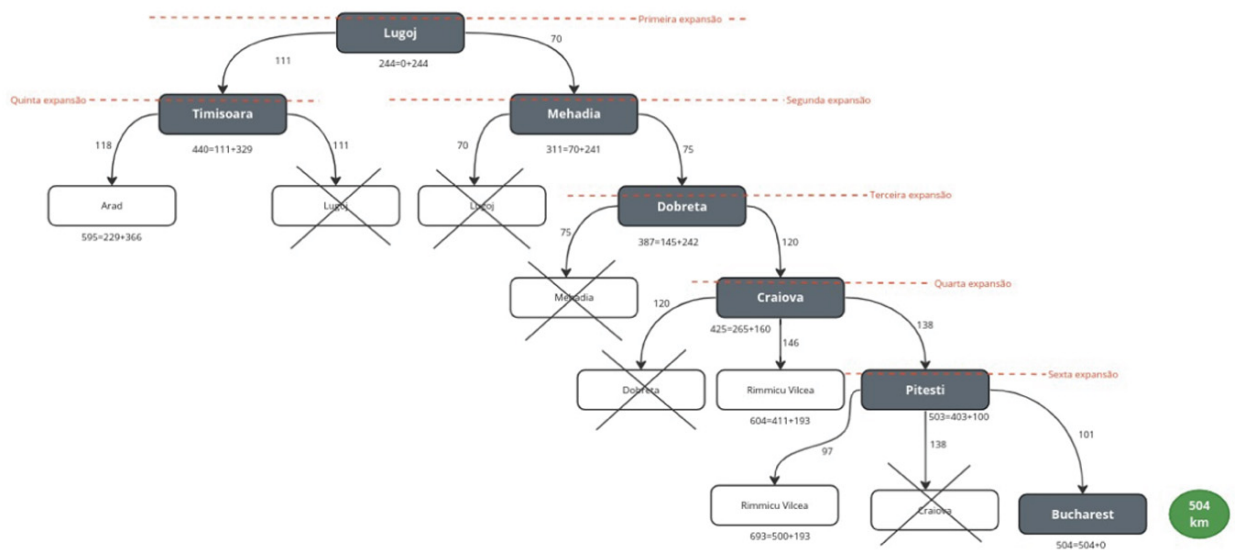 Primeira expansão
Lugoj
70
111
244=0+244
Quinta expansão
Segunda expansão
Timisoara
Mehadia
118
440=111+329
111
70
311=70+241
75
Arad
Lugoj
Lugoj
Terceira expansão
Dobreta
595=229+366
75
387=145+242
120
Mehadia
Quarta expansão
Craiova
120
425=265+160
138
146
Sexta expansão
Dobreta
Rimmicu Vilcea
Pitesti
604=411+193
503=403+100
97
138
101
Rimmicu Vilcea
Craiova
Bucharest
504
km
693=500+193
504=504+0